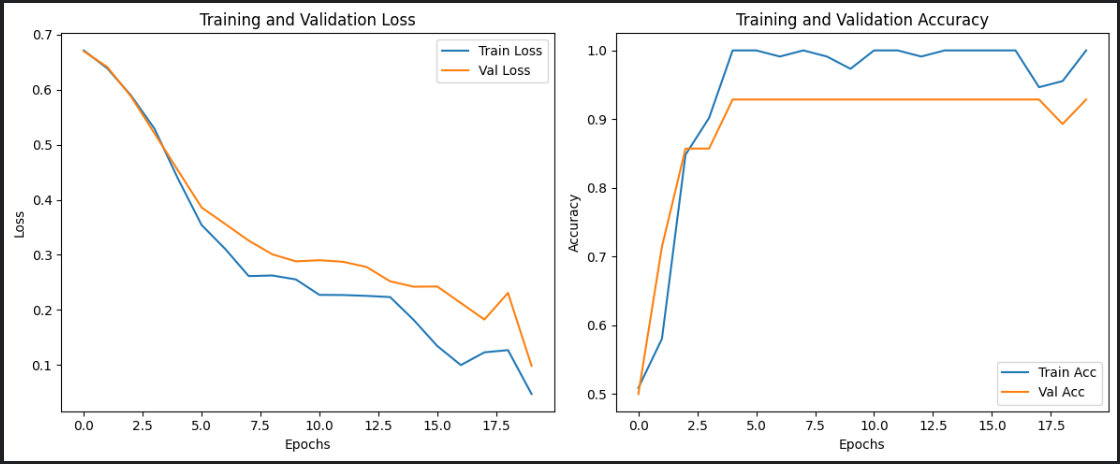 Training and Validation Loss
0.7
0.6
0.5
0.4
0.3
0.2
0.1
Loss
Train Loss
Val Loss
0.0 2.5 5.0 7.5 10.0 12.5 15.0 17.5
Epochs
Training and Validation Accuracy
1.0
0.9
0.8
0.7
0.6
0.5
Accuracy
Train Acc
Val Acc
0.0 2.5 5.0 7.5 10.0 12.5 15.0 17.5
Epochs